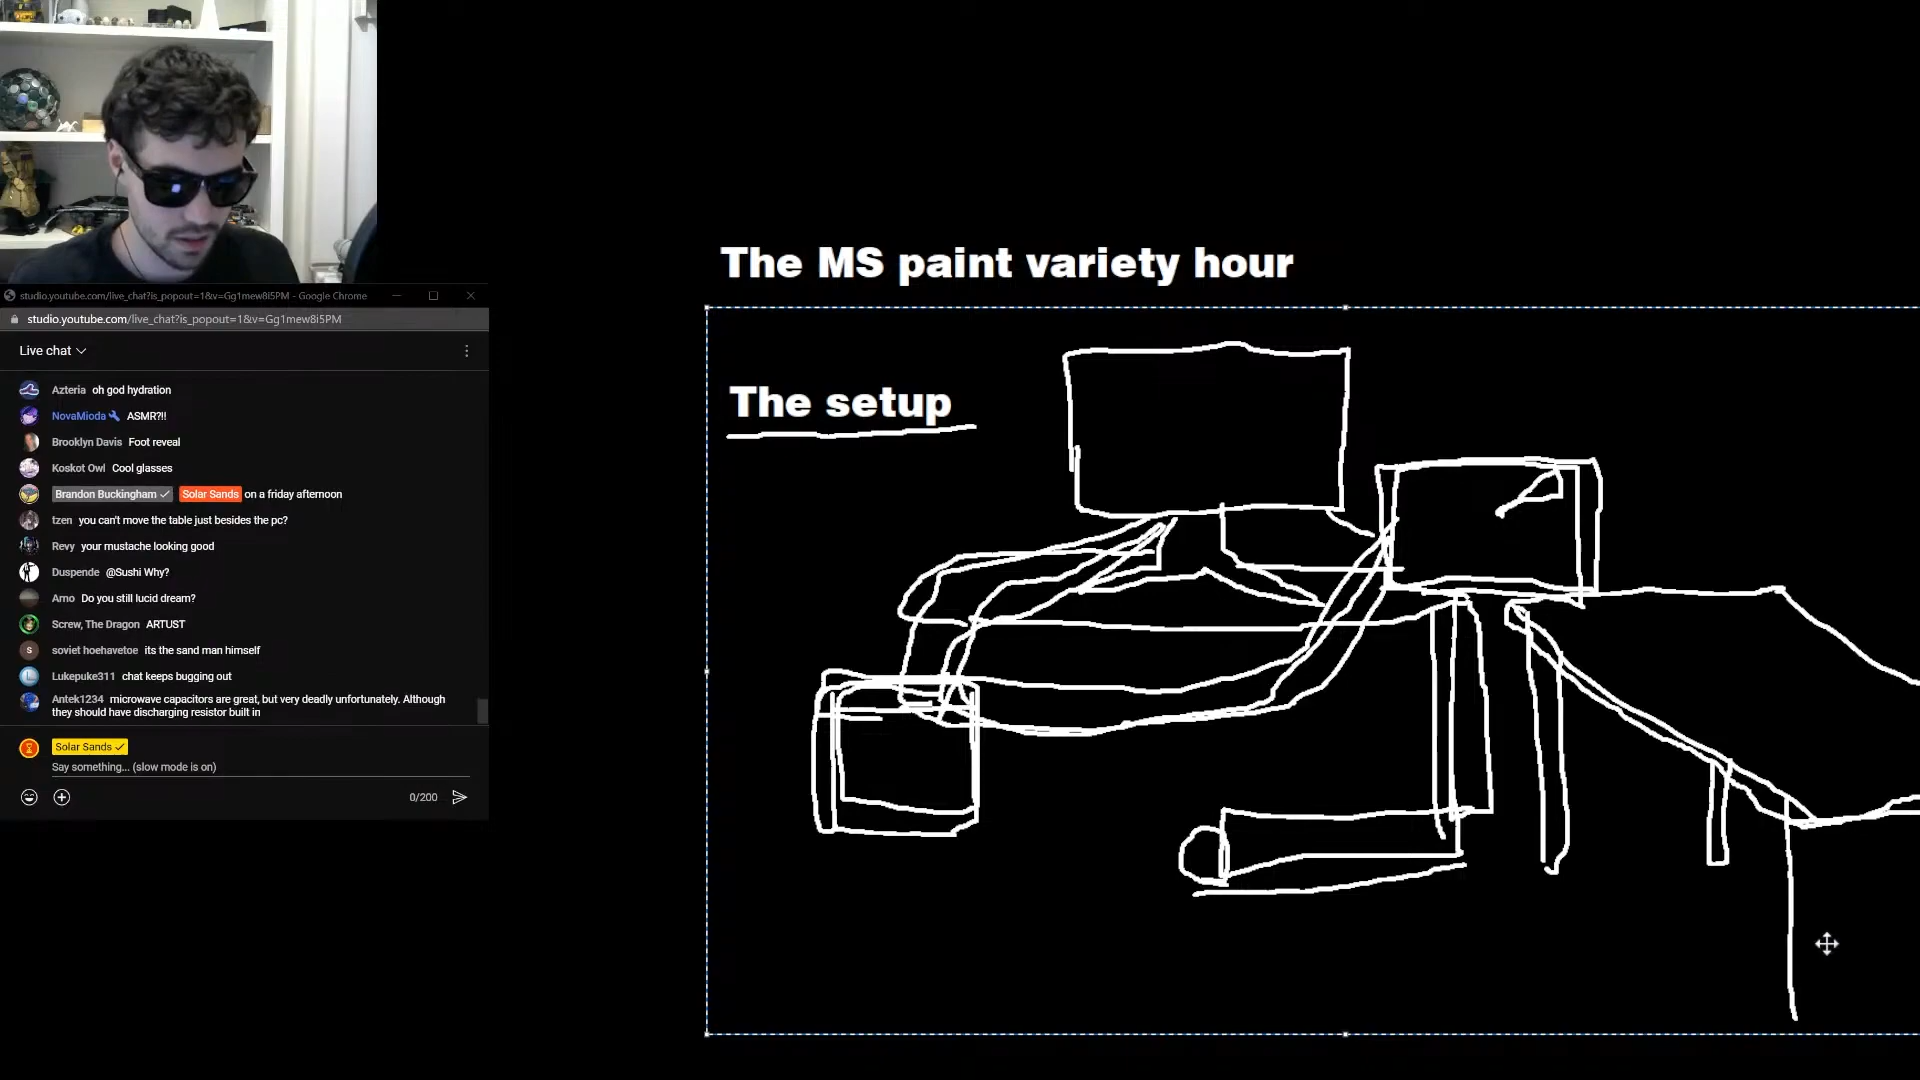 The MS paint variety hour
The setup
studio.youtube.com/live_chat?is_popout=1&v=Gg1mew8i5PM - Google Chrome
studio.youtube.com/live_chat?is_popout=1&v=Gg1mew8i5PM
Live chat
Azteria oh god hydration
NovaMioda ASMR?!!
Brooklyn Davis Foot reveal
Koskot Owl Cool glasses
Brandon Buckingham Solar Sands on a friday afternoon
tzen you can't move the table just besides the pc?
Revy your mustache looking good
Duspende @Sushi Why?
Arno Do you still lucid dream?
Screw, The Dragon ARTUST
S soviet hoehavetoe its the sand man himself
L Lukepuke311 chat keeps bugging out
Antek1234 microwave capacitors are great, but very deadly unfortunately. Although
they should have discharging resistor built in
Solar Sands
Say something... (slow mode is on)
0/200